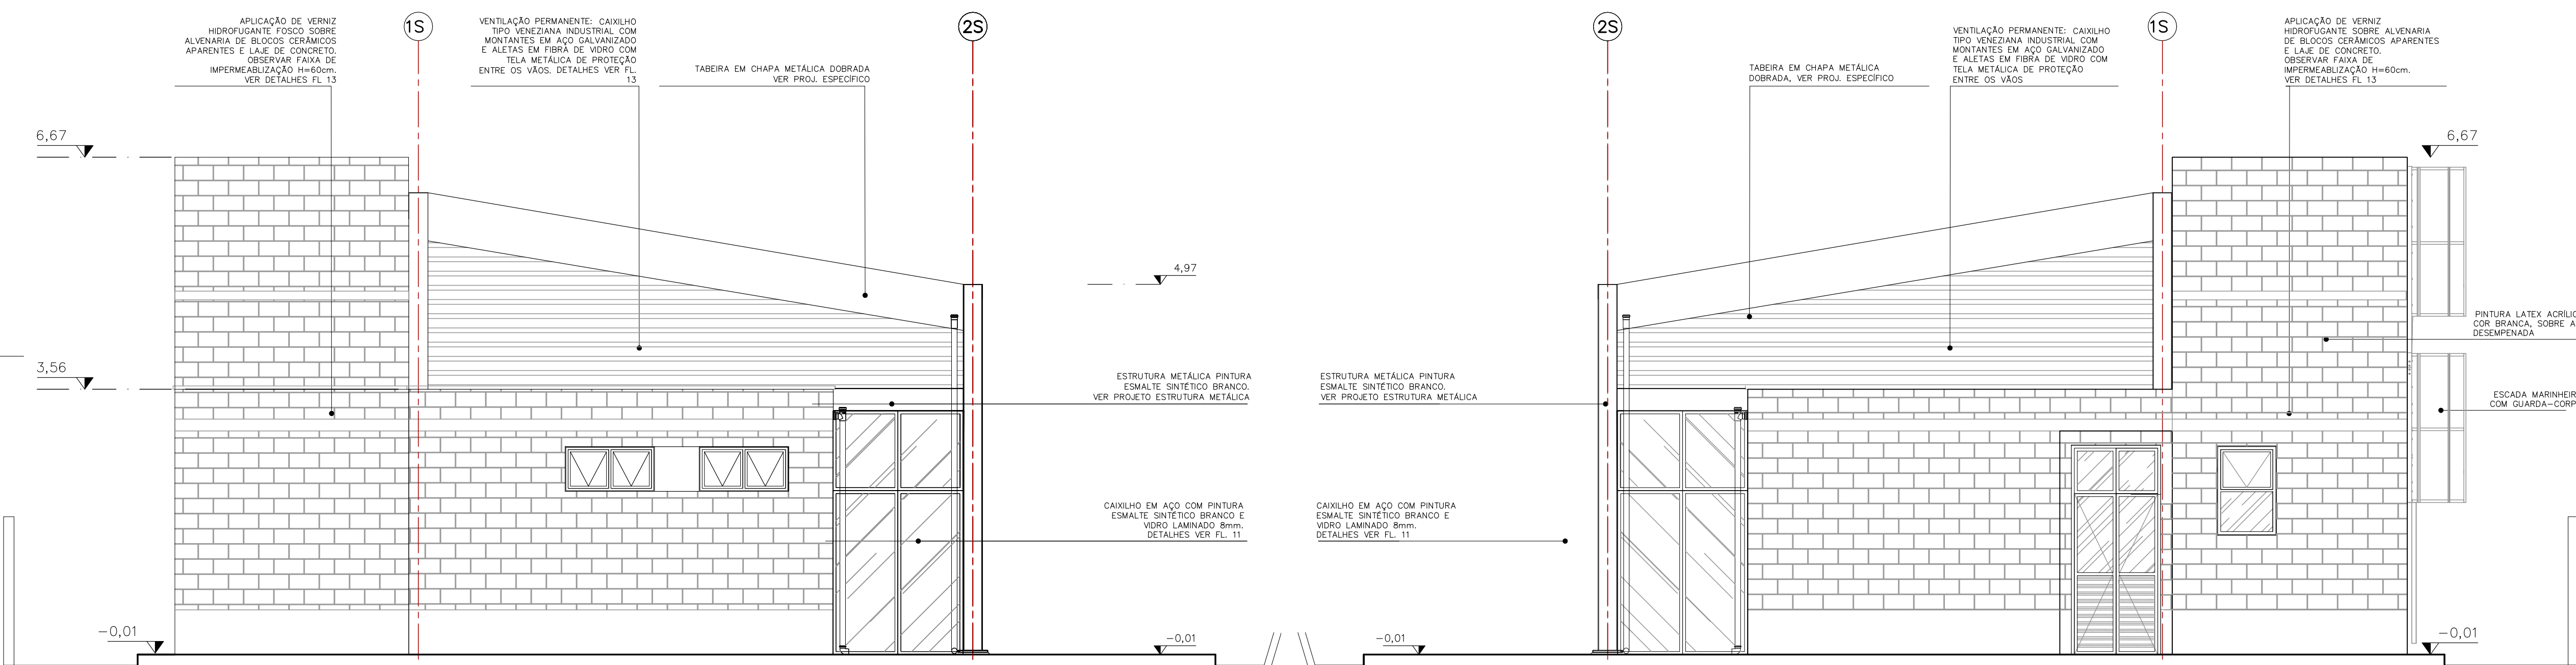 APLICAÇÃO DE VERNIZ
HIDROFUGANTE FOSCO SOBRE
ALVENARIA DE BLOCOS CERÂMICOS
APARENTES E LAJE DE CONCRETO.
OBSERVAR FAIXA DE
IMPERMEABLIZAÇÃO H=60cm.
VER DETALHES FL 13
1S
VENTILAÇÃO PERMANENTE: CAIXILHO
TIPO VENEZIANA INDUSTRIAL COM
MONTANTES EM AÇO GALVANIZADO
E ALETAS EM FIBRA DE VIDRO COM
TELA METÁLICA DE PROTEÇÃO
ENTRE OS VÃOS. DETALHES VER FL.
13
TABEIRA EM CHAPA METÁLICA DOBRADA
VER PROJ. ESPECÍFICO
2S
6,67
4,97
3,56
ESTRUTURA METÁLICA PINTURA
ESMALTE SINTÉTICO BRANCO.
VER PROJETO ESTRUTURA METÁLICA
CAIXILHO EM AÇO COM PINTURA
ESMALTE SINTÉTICO BRANCO E
VIDRO LAMINADO 8mm.
DETALHES VER FL. 11
-0,01
-0,01
2S
TABEIRA EM CHAPA METÁLICA
DOBRADA, VER PROJ. ESPECÍFICO
VENTILAÇÃO PERMANENTE: CAIXILHO
TIPO VENEZIANA INDUSTRIAL COM
MONTANTES EM AÇO GALVANIZADO
E ALETAS EM FIBRA DE VIDRO COM
TELA METÁLICA DE PROTEÇÃO
ENTRE OS VÃOS
1S
APLICAÇÃO DE VERNIZ
HIDROFUGANTE SOBRE ALVENARIA
DE BLOCOS CERÂMICOS APARENTES
E LAJE DE CONCRETO.
OBSERVAR FAIXA DE
IMPERMEABLIZAÇÃO H=60cm.
VER DETALHES FL 13
6,67
PINTURA LATEX ACRÍLIC
COR BRANCA, SOBRE A
DESEMPENADA
ESTRUTURA METÁLICA PINTURA
ESMALTE SINTÉTICO BRANCO.
VER PROJETO ESTRUTURA METÁLICA
ESCADA MARINHEIR
COM GUARDA-CORP
CAIXILHO EM AÇO COM PINTURA
ESMALTE SINTÉTICO BRANCO E
VIDRO LAMINADO 8mm.
DETALHES VER FL. 11
-0,01
-0,01